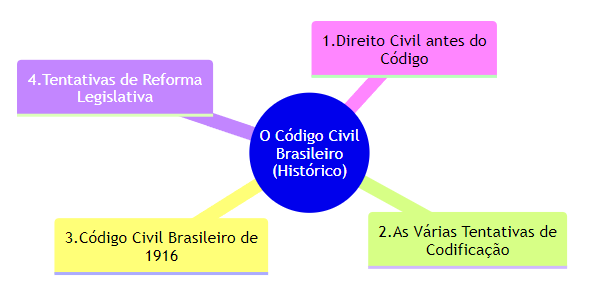 O Código Civil
Brasileiro
(Histórico)
1.Direito Civil antes do
Código
2.As Várias Tentativas de
Codificação
3.Código Civil Brasileiro de
1916
4.Tentativas de Reforma
Legislativa